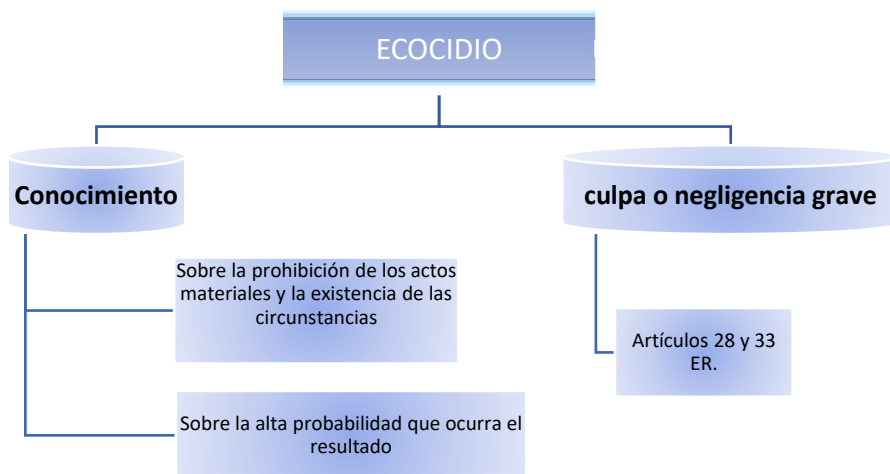 ECOCIDIO
Conocimiento
culpa o negligencia grave
Sobre la prohibición de los actos
materiales y la existencia de las
circunstancias
Artículos 28 y 33
ER.
Sobre la alta probabilidad que ocurra el
resultado